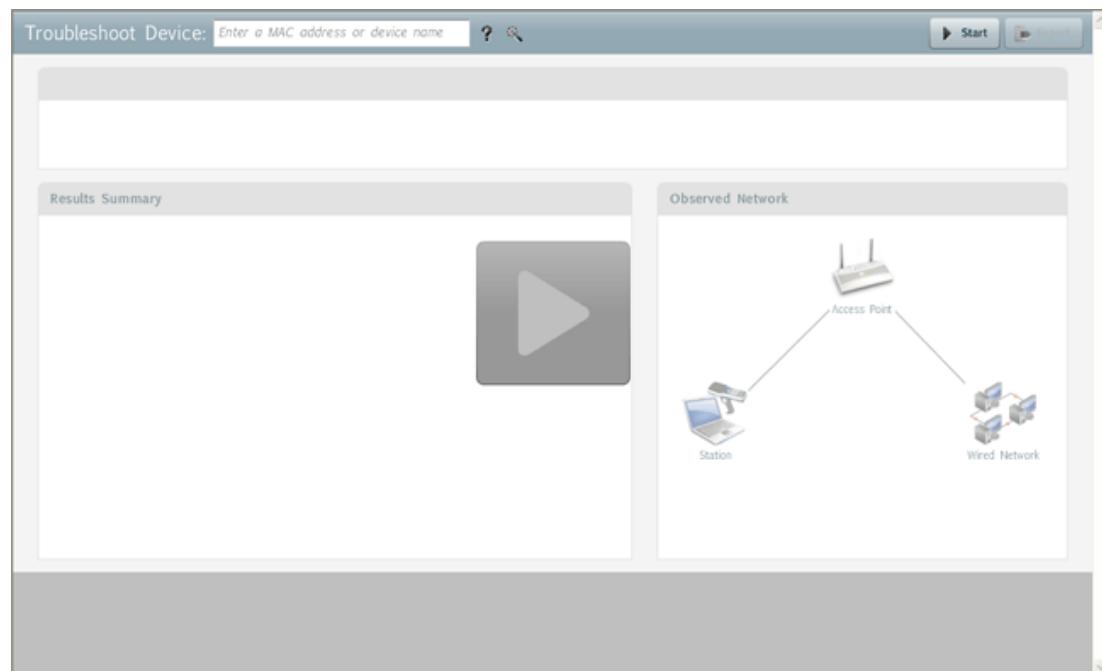 Troubleshoot Device: Enter a MAC address or device name ? Start
Results Summary
Observed Network
Access Point
Station
Wired Network